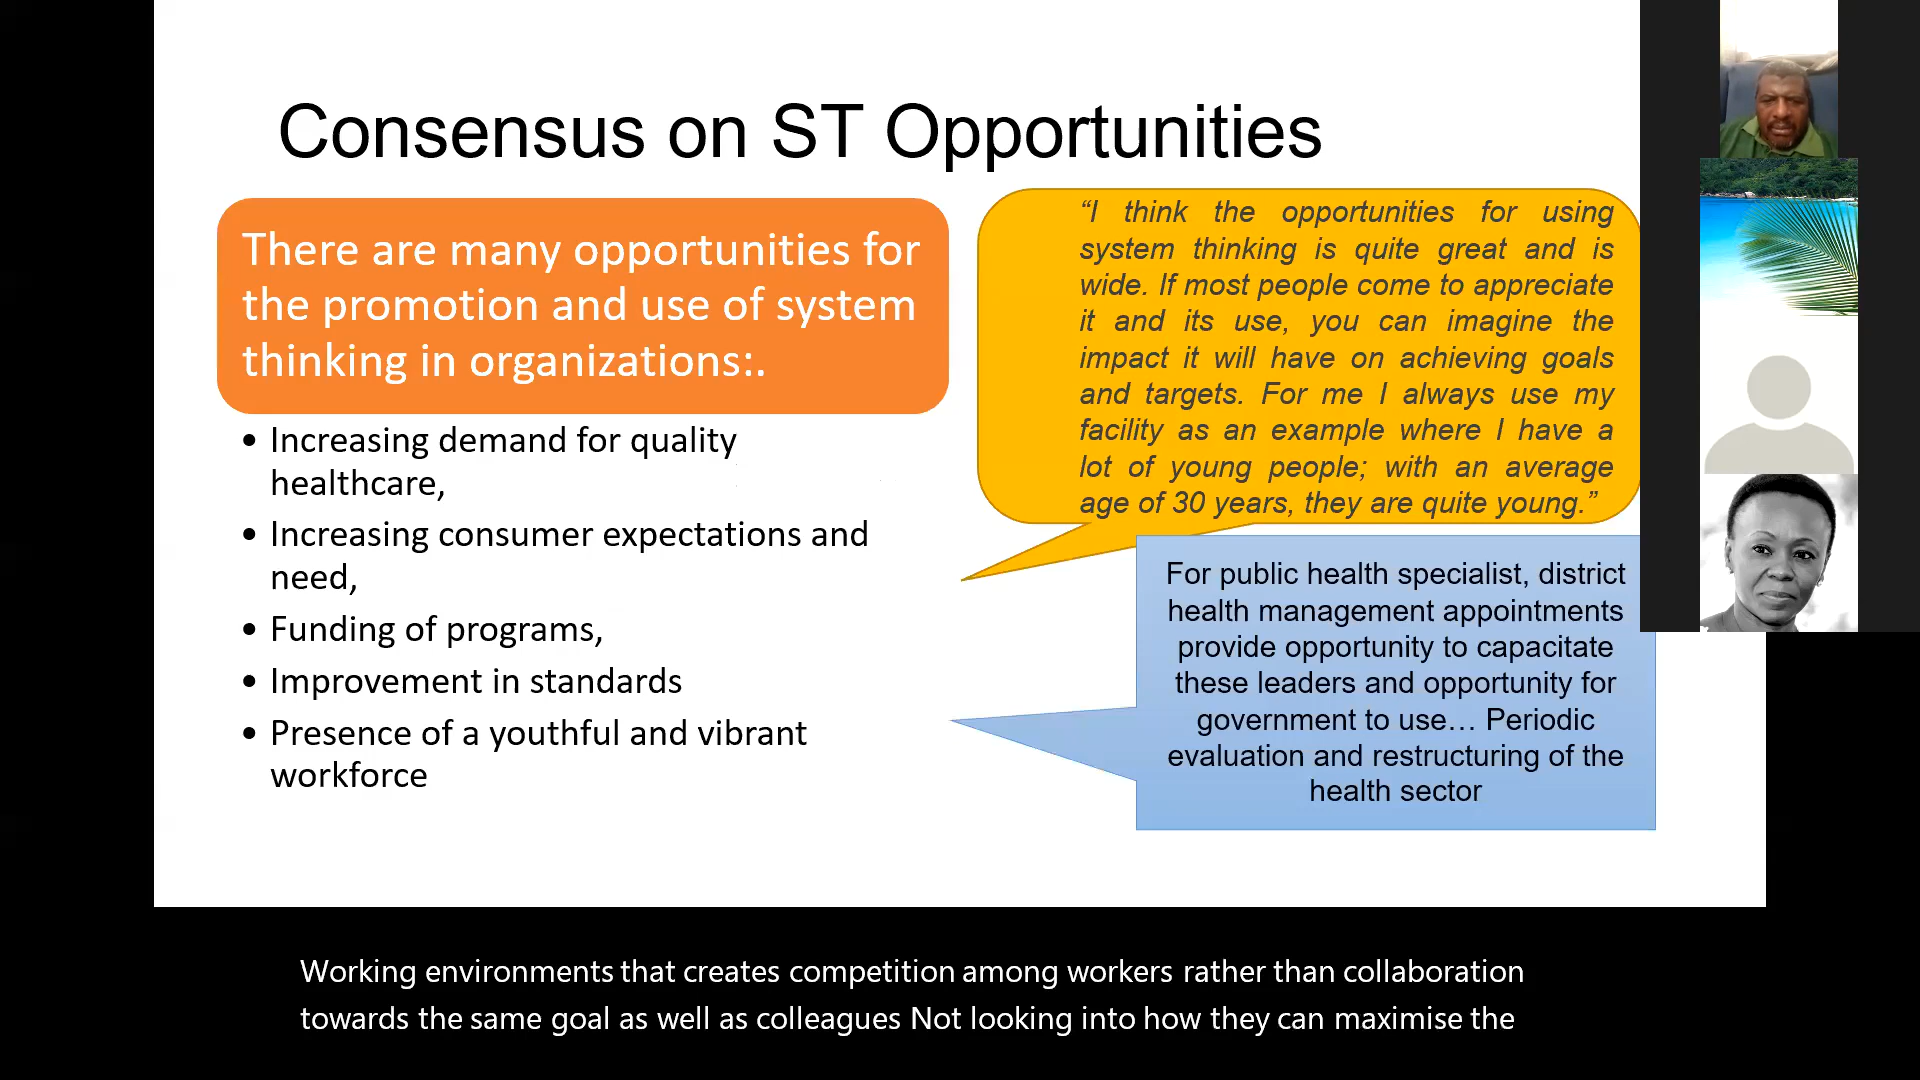 Consensus on ST Opportunities
There are many opportunities for
the promotion and use of system
thinking in organizations:.
• Increasing demand for quality
healthcare,
• Increasing consumer expectations and
need,
• Funding of programs,
• Improvement in standards
• Presence of a youthful and vibrant
workforce
“I think the opportunities for using
system thinking is quite great and is
wide. If most people come to appreciate
it and its use, you can imagine the
impact it will have on achieving goals
and targets. For me I always use my
facility as an example where I have a
lot of young people; with an average
age of 30 years, they are quite young.”
For public health specialist, district
health management appointments
provide opportunity to capacitate
these leaders and opportunity for
government to use… Periodic
evaluation and restructuring of the
health sector
Working environments that creates competition among workers rather than collaboration
towards the same goal as well as colleagues Not looking into how they can maximise the